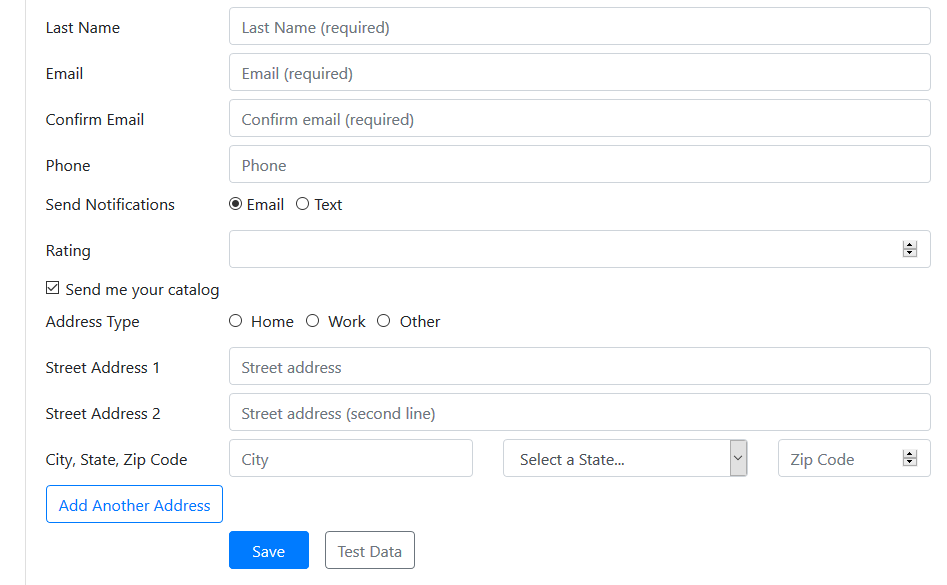 Last Name Last Name (required)
Email Email (required)
Confirm Email Confirm email (required)
Phone Phone
Send Notifications Email Text
Rating
Send me your catalog
Address Type Home Work Other
Street Address 1 Street address
Street Address 2 Street address (second line)
City, State, Zip Code City Select a State... Zip Code
Add Another Address
Save Test Data